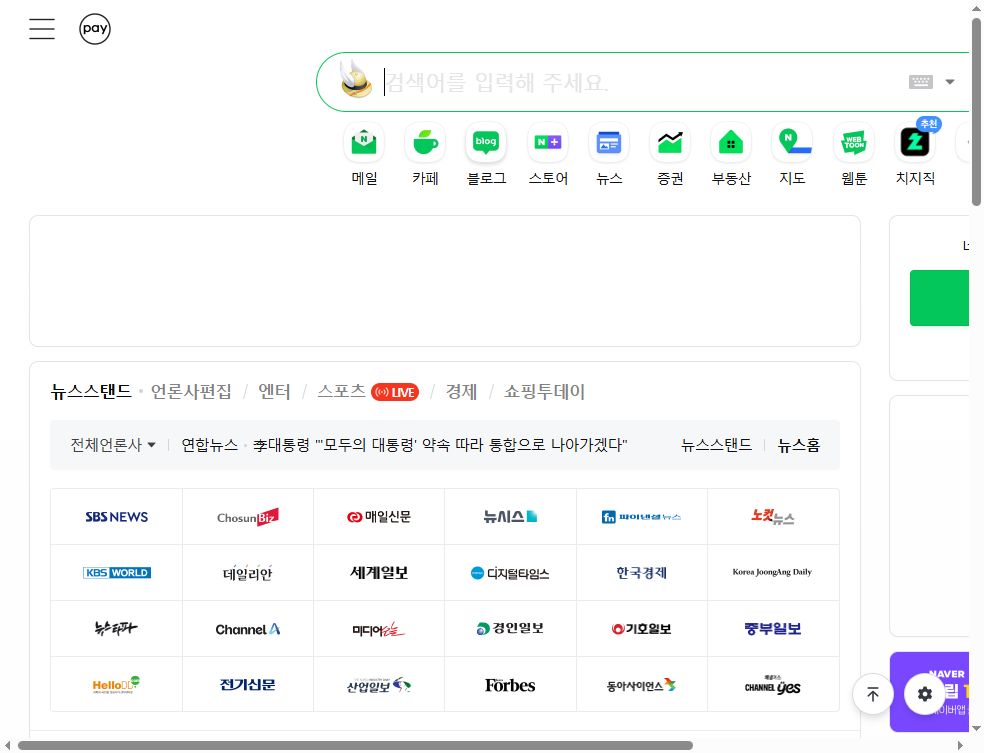 pay
검색어를 입력해 주세요.
추천
메일 카페 블로그 스토어 뉴스 증권 부동산 지도 웹툰 치지직
뉴스스탠드 언론사편집 엔터 스포츠 LIVE 경제 쇼핑투데이
전체언론사 연합뉴스 李대통령 "'모두의 대통령' 약속 따라 통합으로 나아가겠다" 뉴스스탠드 뉴스홈
SBS NEWS ChosunBiz 매일신문 뉴시스 fn 파이낸셜뉴스 노컷뉴스
KBS WORLD 데일리안 세계일보 디지털타임스 한국경제 Korea JoongAng Daily
뉴스타파 Channel A 미디어오늘 경인일보 기호일보 중부일보
HelloDD 전기신문 산업일보 Forbes 동아사이언스 채널예스 CHANNEL yes
NAVER